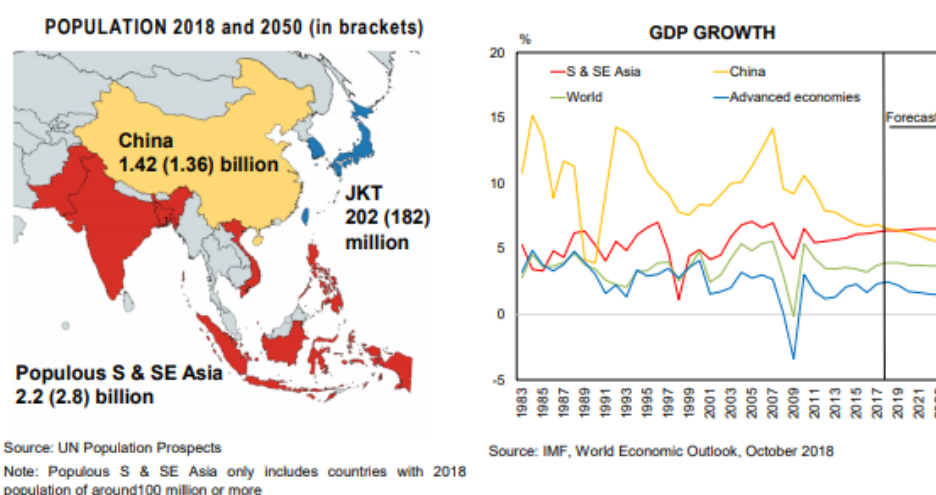 POPULATION 2018 and 2050 (in brackets)
China
1.42 (1.36) billion
JKT
202 (182)
million
Populous S & SE Asia
2.2 (2.8) billion
Source: UN Population Prospects
Note: Populous S & SE Asia only includes countries with 2018
population of around100 million or more
GDP GROWTH
%
20
15
10
5
0
-5
S & SE Asia
China
World
Advanced economies
Forecast
1983
1985
1987
1989
1991
1993
1995
1997
1999
2001
2003
2005
2007
2009
2011
2013
2015
2017
2019
2021
Source: IMF, World Economic Outlook, October 2018